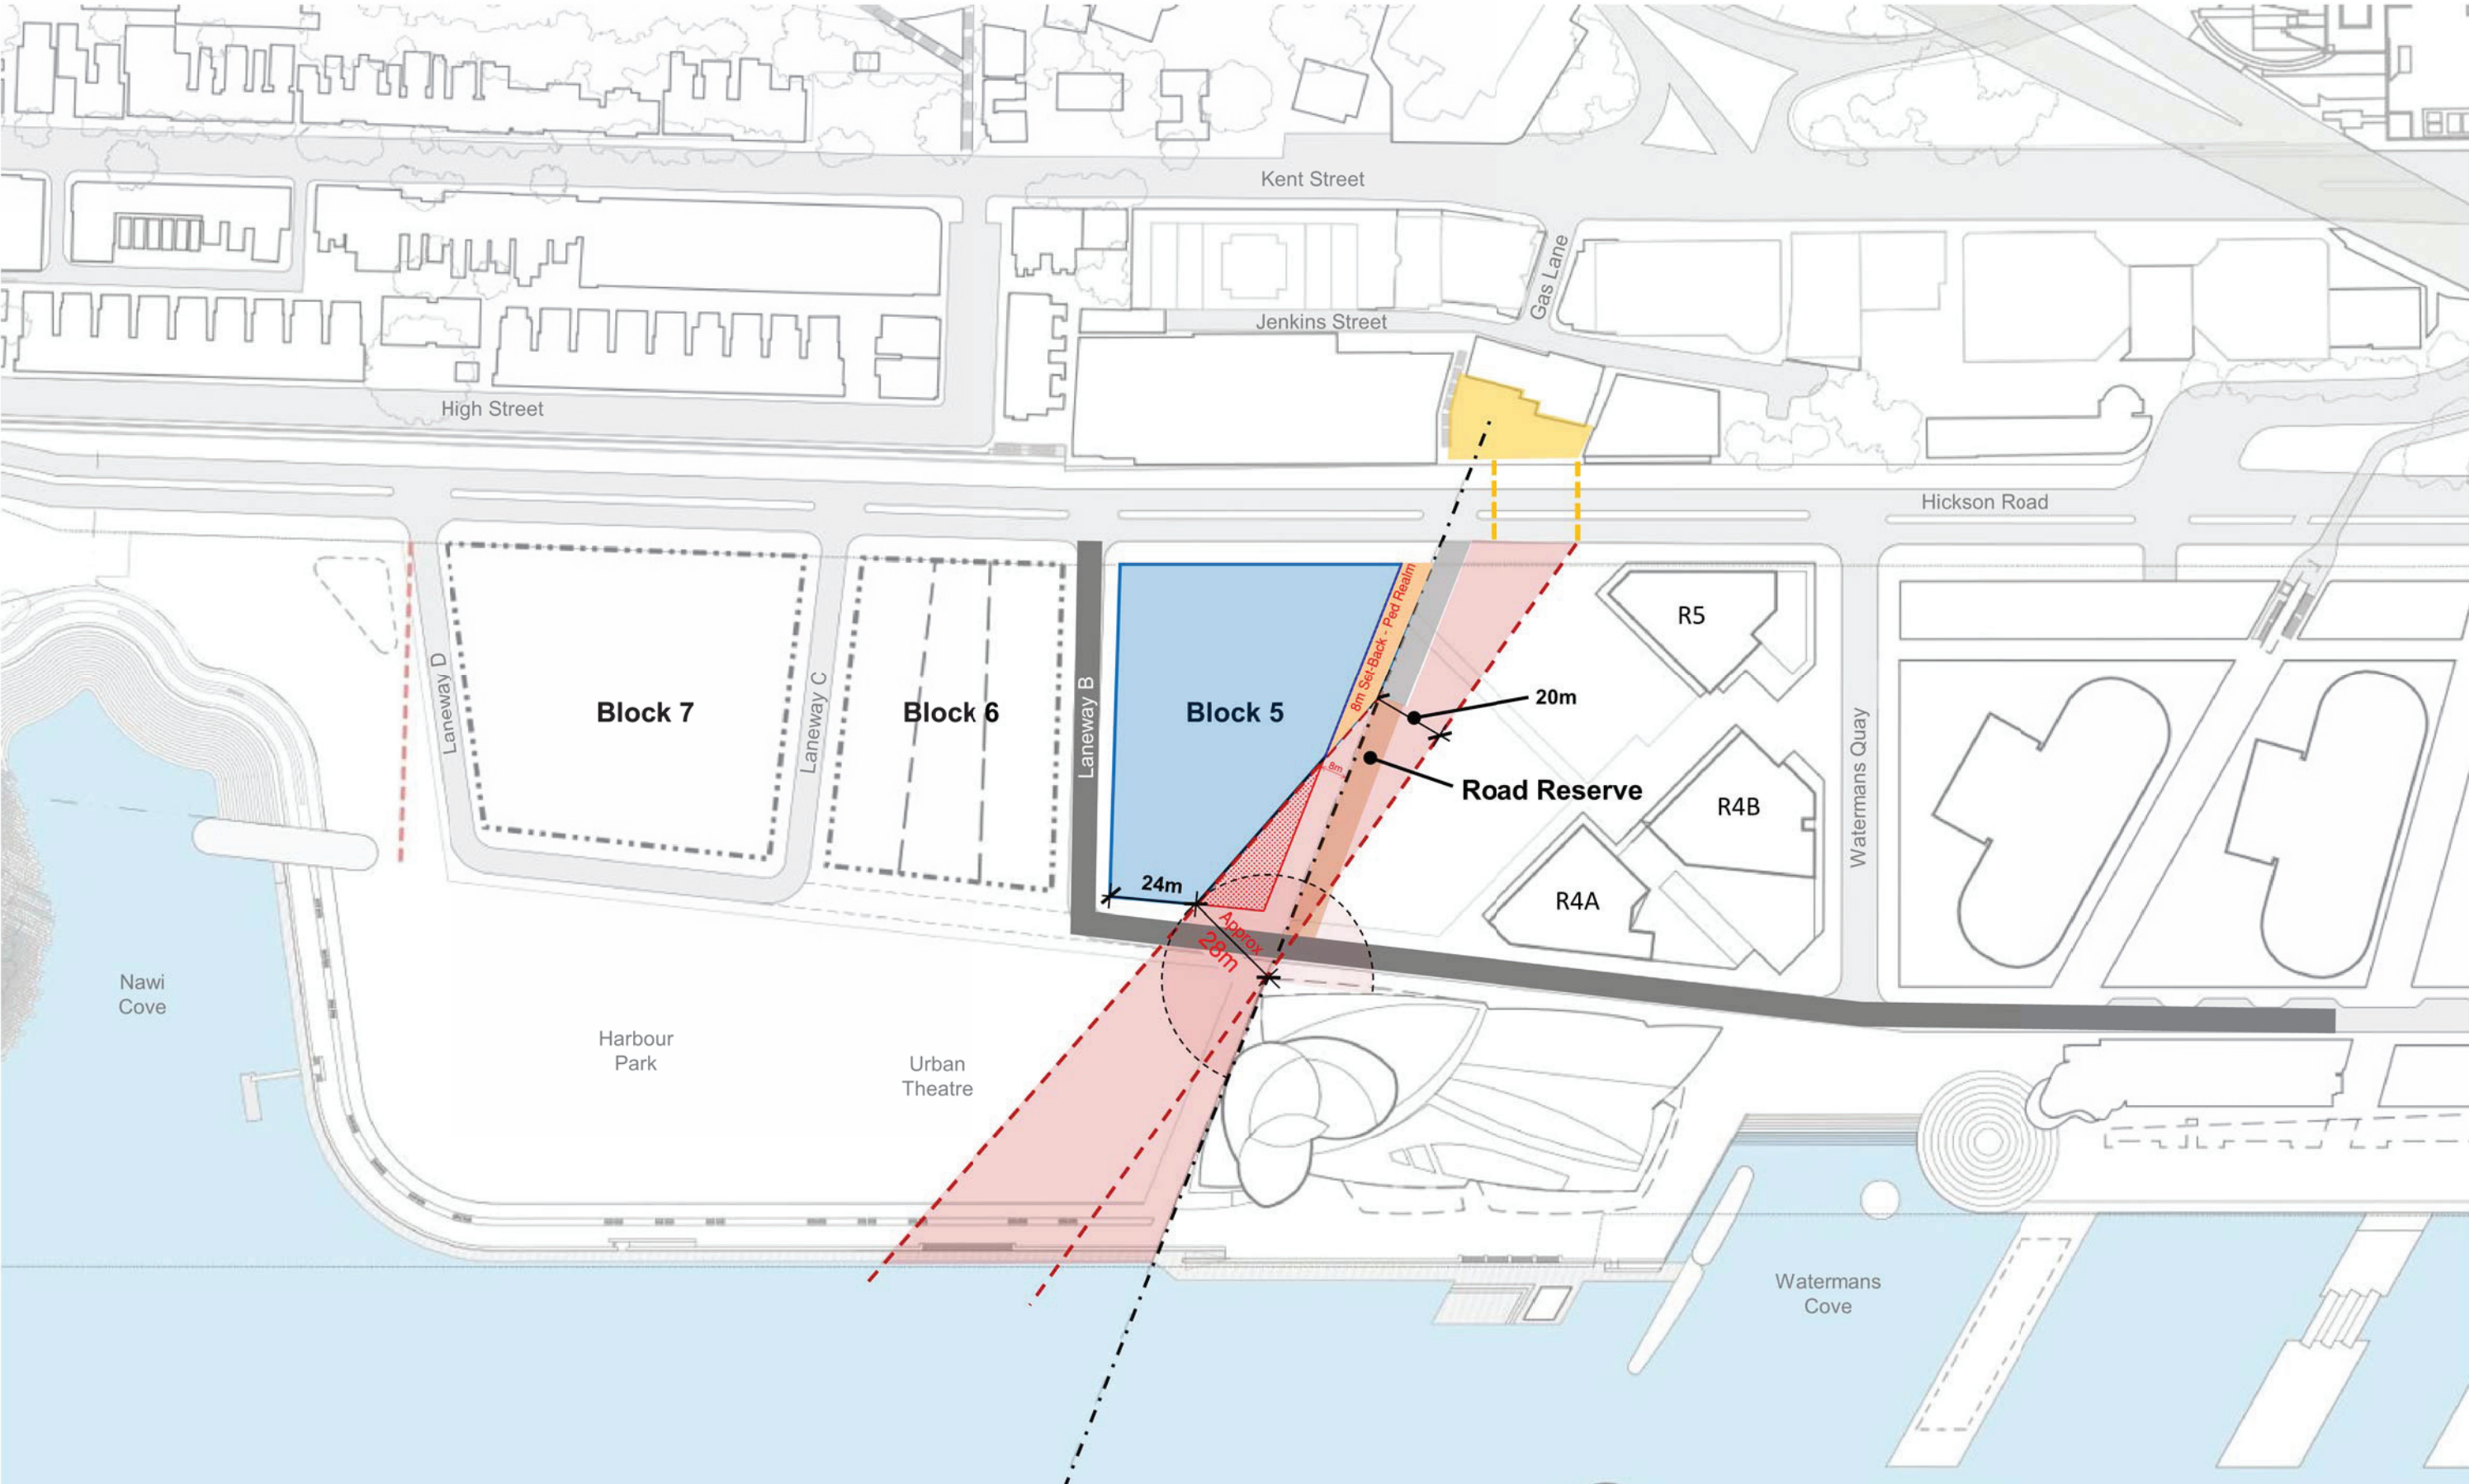 Kent Street
Gas Lane
Jenkins Street
High Street
Hickson Road
8m Set-Back - Ped Realm
R5
Laneway D
Block 7
Laneway C
Block 6
Laneway B
Block 5
20m
8m
Road Reserve
R4B
Watermans Quay
24m
R4A
Approx
28m
Nawi
Cove
Harbour
Park
Urban
Theatre
Watermans
Cove